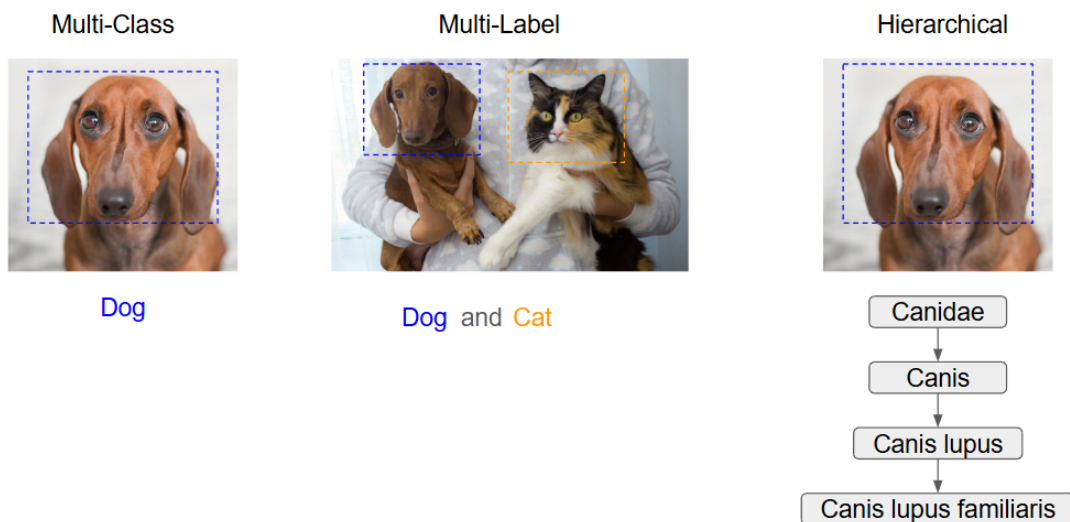 Multi-Class
Multi-Label
Hierarchical
Dog
Dog and Cat
Canidae
Canis
Canis lupus
Canis lupus familiaris